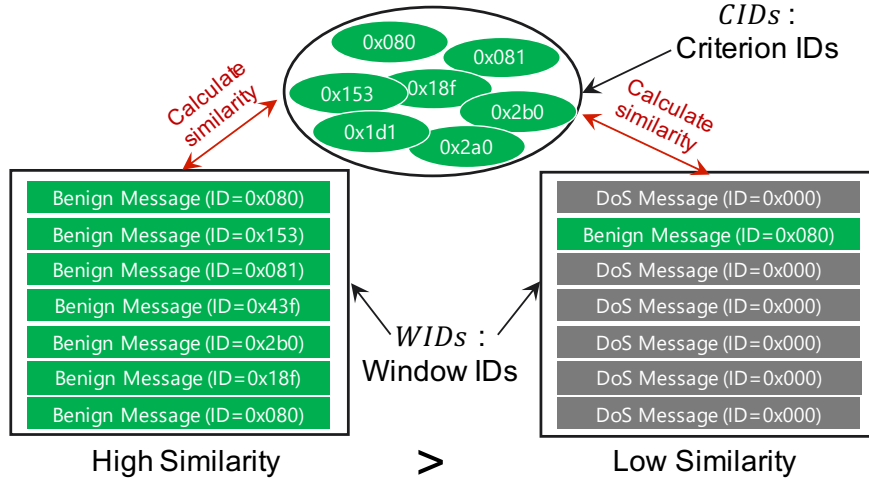 CIDs :
Criterion IDs
0x080
0x081
0x153
0x18f
0x2b0
0x1d1
0x2a0
Calculate
similarity
Calculate
similarity
Benign Message (ID=0x080)
Benign Message (ID=0x153)
Benign Message (ID=0x081)
Benign Message (ID=0x43f)
Benign Message (ID=0x2b0)
Benign Message (ID=0x18f)
Benign Message (ID=0x080)
WIDs :
Window IDs
DoS Message (ID=0x000)
Benign Message (ID=0x080)
DoS Message (ID=0x000)
DoS Message (ID=0x000)
DoS Message (ID=0x000)
DoS Message (ID=0x000)
DoS Message (ID=0x000)
High Similarity
>
Low Similarity